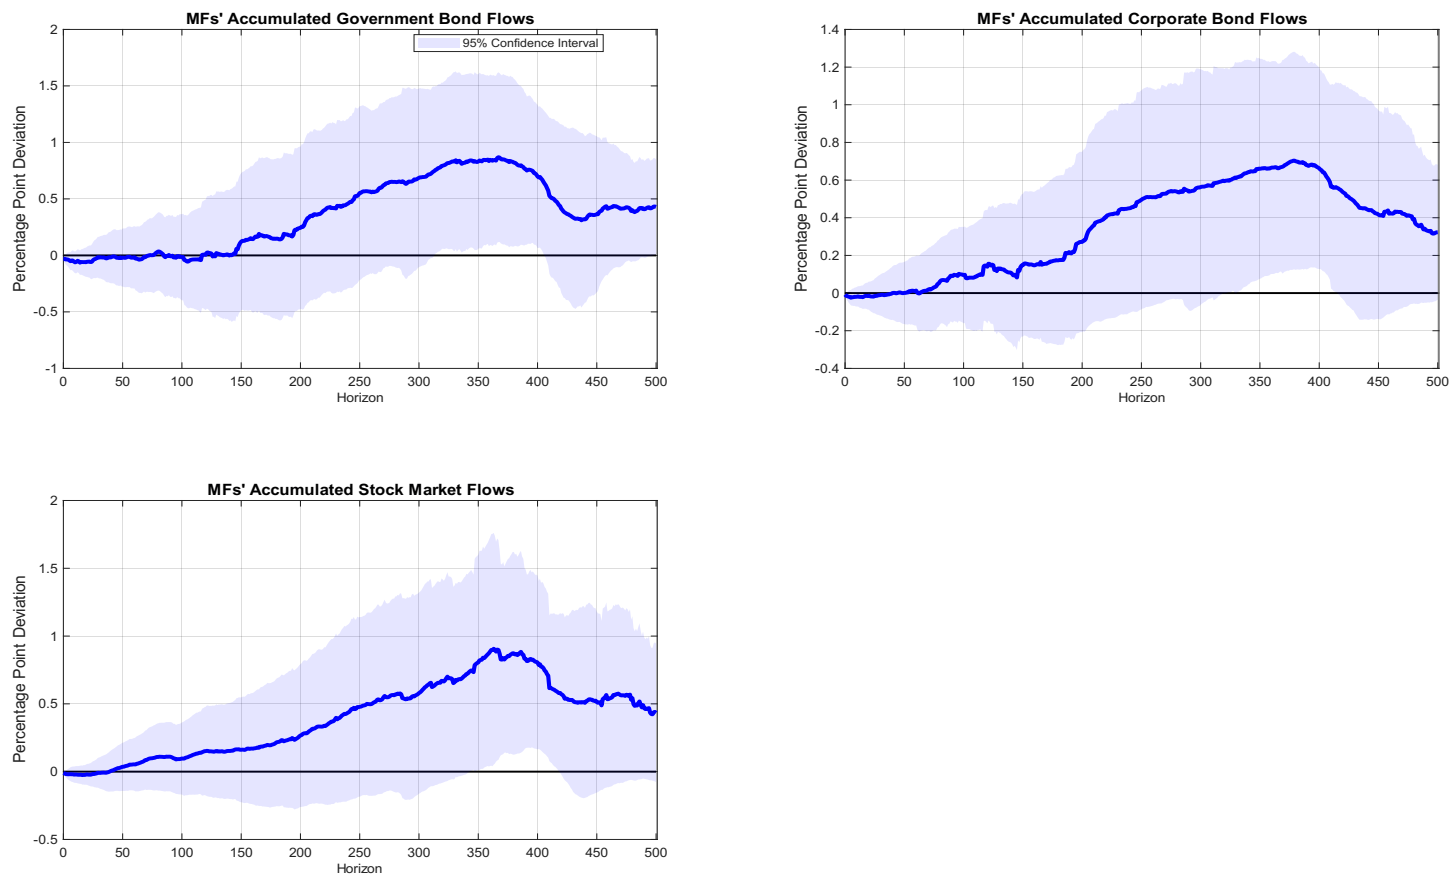 MFs' Accumulated Government Bond Flows
2
1.5
1
0.5
0
-0.5
-1
Percentage Point Deviation
95% Confidence Interval
0 50 100 150 200 250 300 350 400 450 500
Horizon
MFs' Accumulated Corporate Bond Flows
1.4
1.2
1
0.8
0.6
0.4
0.2
0
-0.2
-0.4
Percentage Point Deviation
0 50 100 150 200 250 300 350 400 450 500
Horizon
MFs' Accumulated Stock Market Flows
2
1.5
1
0.5
0
-0.5
Percentage Point Deviation
0 50 100 150 200 250 300 350 400 450 500
Horizon